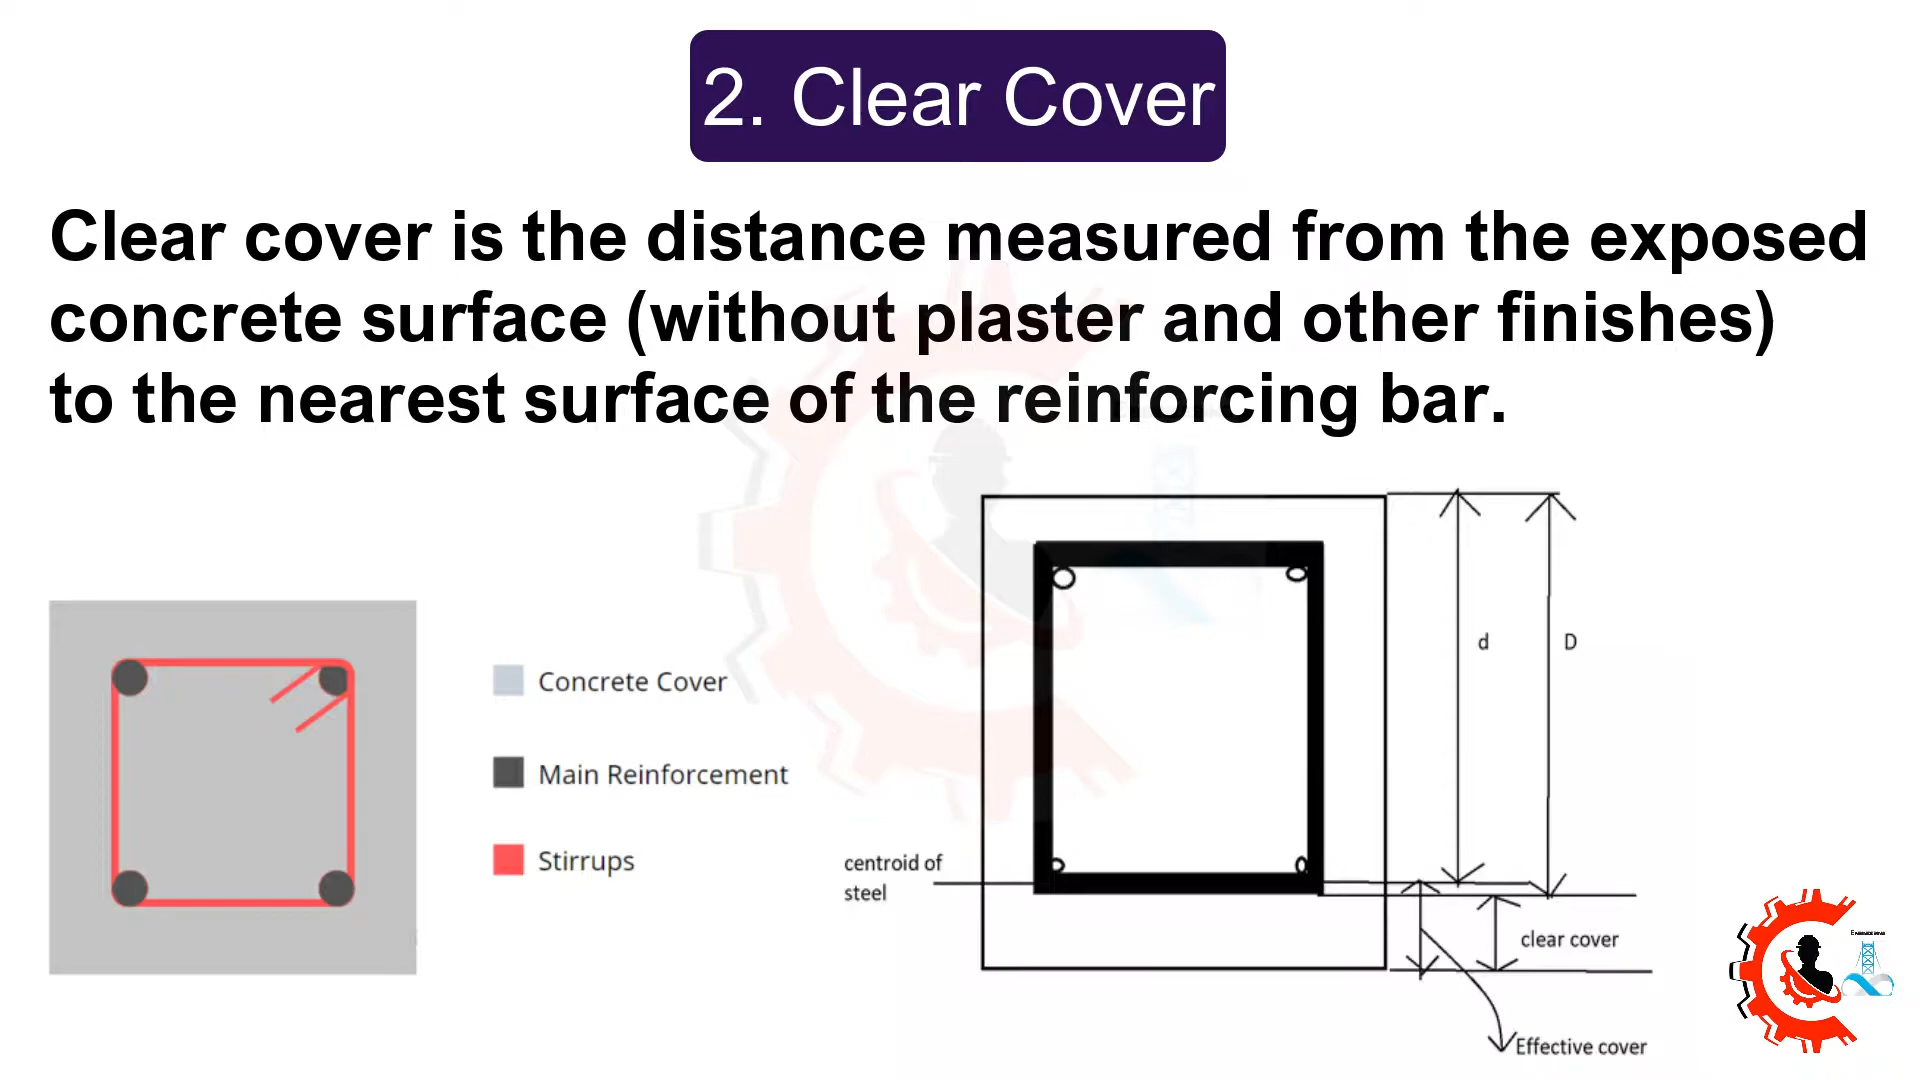 2. Clear Cover
Clear cover is the distance measured from the exposed
concrete surface (without plaster and other finishes)
to the nearest surface of the reinforcing bar.
Concrete Cover
Main Reinforcement
Stirrups
d
D
centroid of
steel
clear cover
Effective cover
Engineering